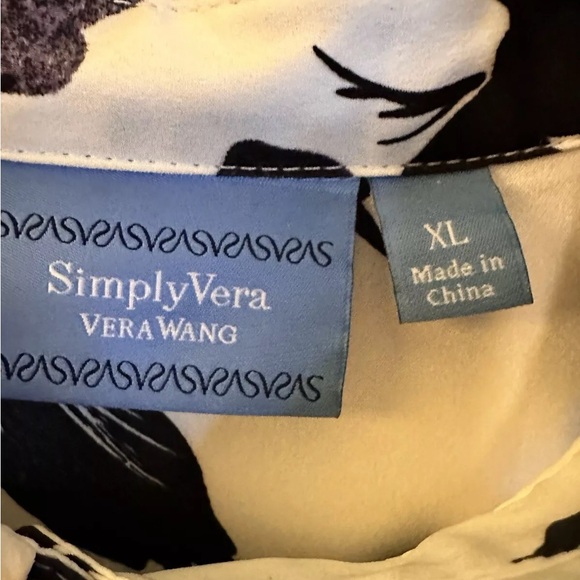 SimplyVera
VERA WANG
XL
Made in
China